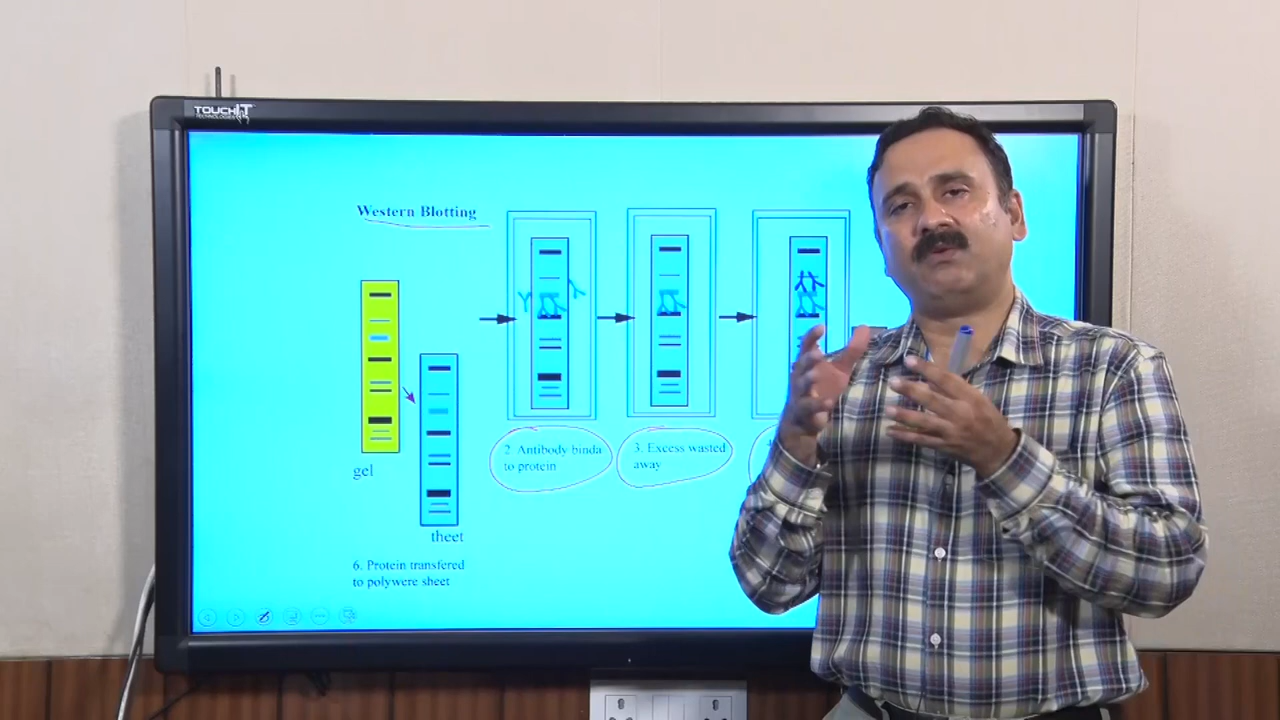 TOUCHIT
TECHNOLOGIES
Western Blotting
gel
theet
6. Protein transfered
to polywere sheet
2. Antibody binda
to protein
3. Excess wasted
away